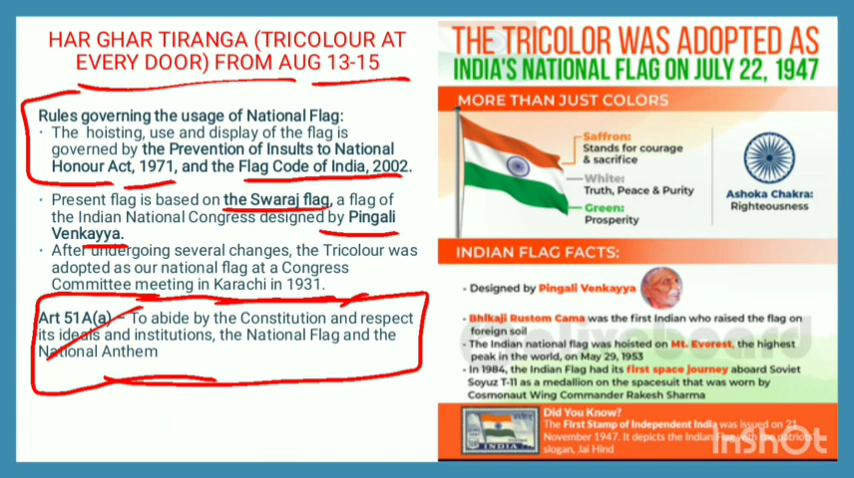 HAR GHAR TIRANGA (TRICOLOUR AT
EVERY DOOR) FROM AUG 13-15
Rules governing the usage of National Flag:
· The hoisting, use and display of the flag is
governed by the Prevention of Insults to National
Honour Act, 1971, and the Flag Code of India, 2002.
· Present flag is based on the Swaraj flag, a flag of
the Indian National Congress designed by Pingali
Venkayya.
· After undergoing several changes, the Tricolour was
adopted as our national flag at a Congress
Committee meeting in Karachi in 1931.
Art 51A(a) – To abide by the Constitution and respect
its ideals and institutions, the National Flag and the
National Anthem
THE TRICOLOR WAS ADOPTED AS
INDIA'S NATIONAL FLAG ON JULY 22, 1947
MORE THAN JUST COLORS
Saffron:
Stands for courage
& sacrifice
White:
Truth, Peace & Purity
Green:
Prosperity
Ashoka Chakra:
Righteousness
INDIAN FLAG FACTS:
- Designed by Pingali Venkayya
- Bhikaji Rustom Cama was the first Indian who raised the flag on
foreign soil
- The Indian national flag was hoisted on Mt. Everest, the highest
peak in the world, on May 29, 1953
- In 1984, the Indian Flag had its first space journey aboard Soviet
Soyuz T-11 as a medallion on the spacesuit that was worn by
Cosmonaut Wing Commander Rakesh Sharma
Did You Know?
The First Stamp of Independent India was issued on 21
November 1947. It depicts the Indian Flag with the patriots'
slogan, Jai Hind
INDIA
InShOt